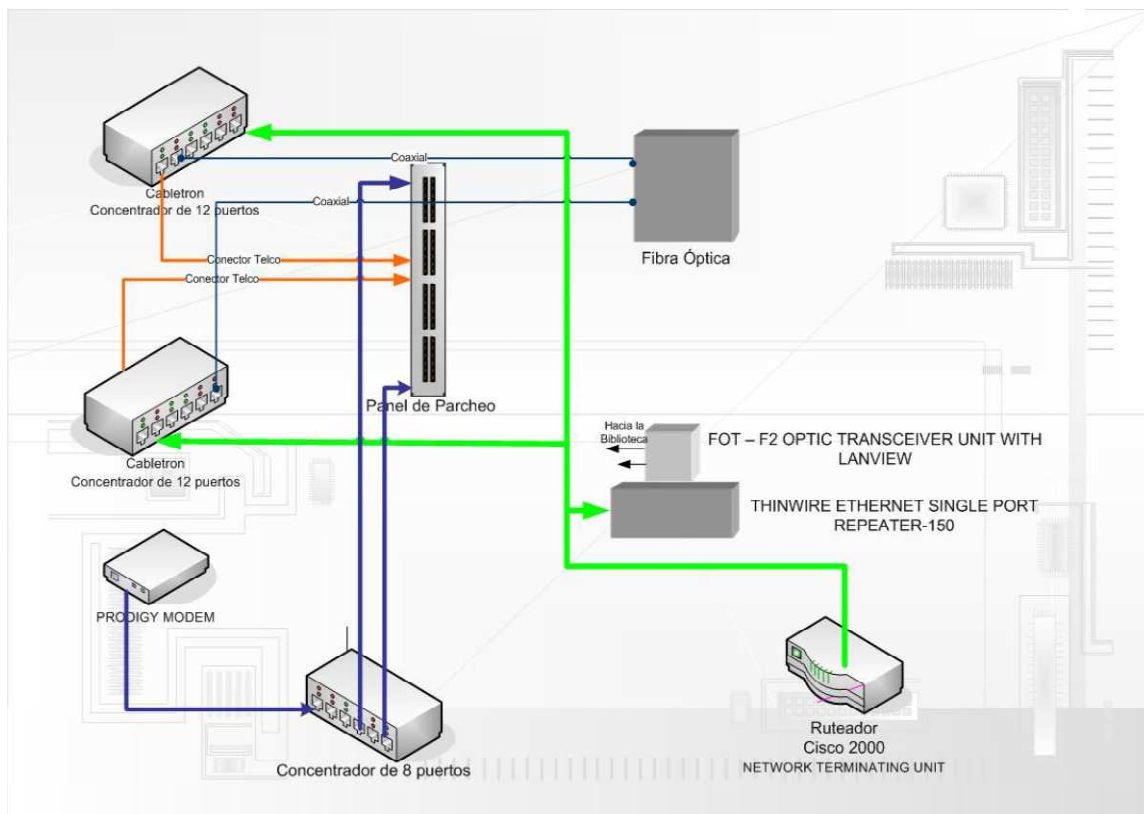 Coaxial
Cabletron
Concentrador de 12 puertos
Coaxial
Fibra Óptica
Conector Telco
Conector Telco
Panel de Parcheo
Hacia la
Biblioteca
FOT – F2 OPTIC TRANSCEIVER UNIT WITH
LANVIEW
Cabletron
Concentrador de 12 puertos
THINWIRE ETHERNET SINGLE PORT
REPEATER-150
PRODIGY MODEM
Concentrador de 8 puertos
Ruteador
Cisco 2000
NETWORK TERMINATING UNIT